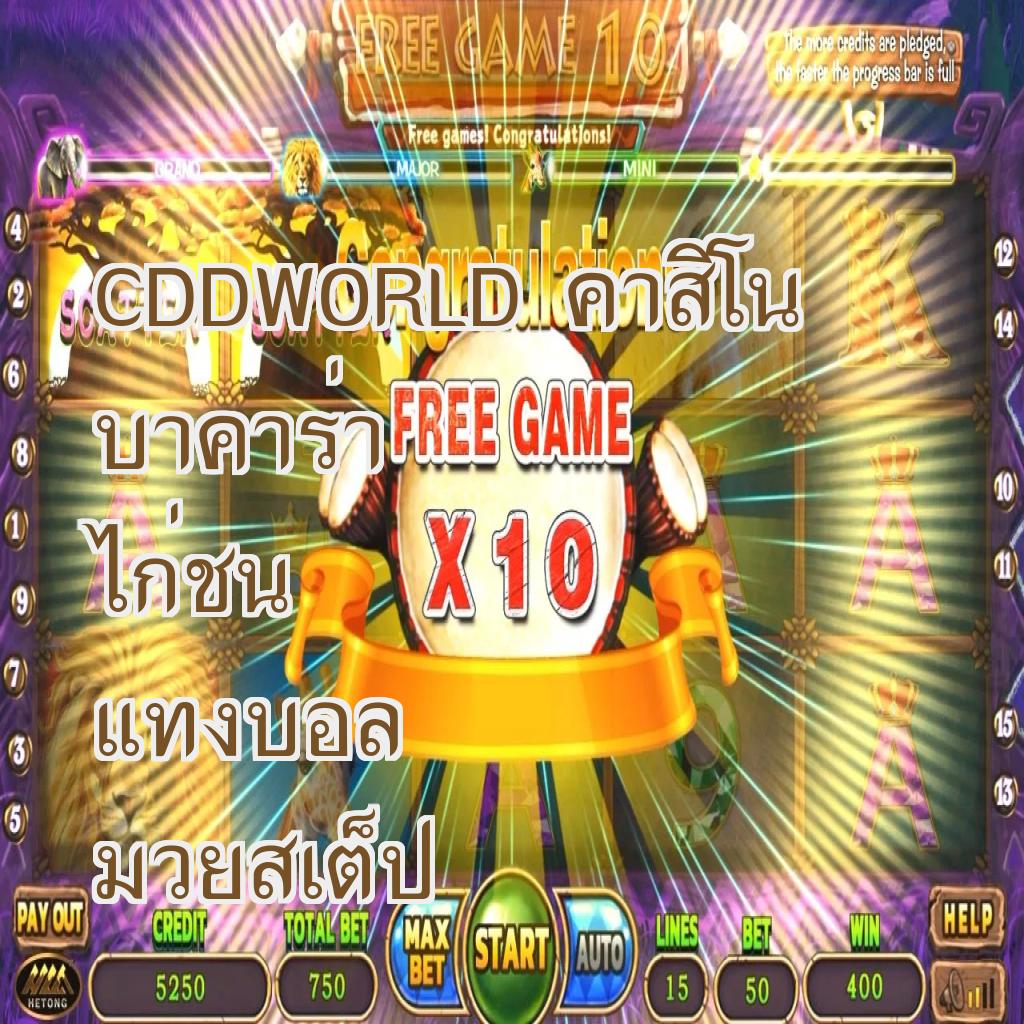 FREE GAME 10
The more credits are pledged,
the faster the progress bar is full
Free games! Congratulations!
GRAND MAJOR MINI
Congratulations
CDDWORLD คาสิโน
SCATTER SCATTER
K
บาคาร่า
FREE GAME
X10
ไก่ชน
แทงบอล
มวยสเต็ป
4
2
6
8
1
9
7
3
5
12
14
10
11
15
13
A
A
A
A
PAY OUT
CREDIT TOTAL BET MAX BET START AUTO LINES BET WIN HELP
5250 750 15 50 400
HETONG